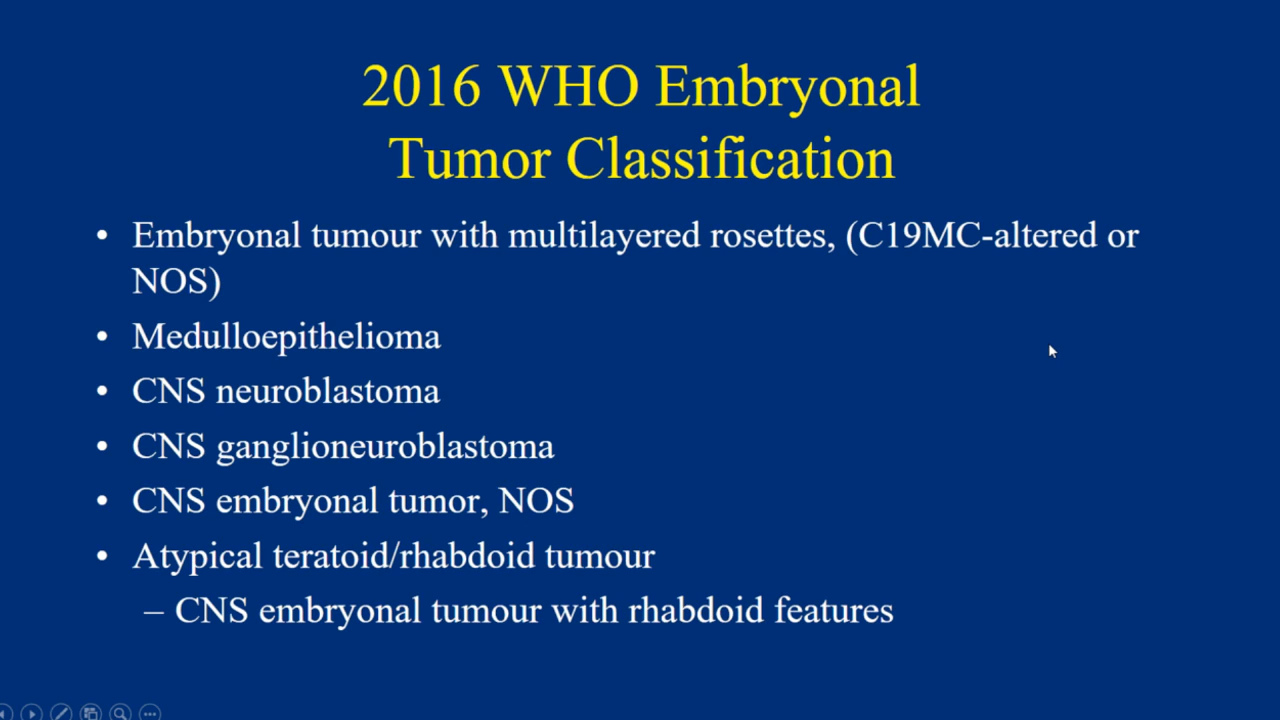 2016 WHO Embryonal
Tumor Classification
• Embryonal tumour with multilayered rosettes, (C19MC-altered or
NOS)
• Medulloepithelioma
• CNS neuroblastoma
• CNS ganglioneuroblastoma
• CNS embryonal tumor, NOS
• Atypical teratoid/rhabdoid tumour
– CNS embryonal tumour with rhabdoid features